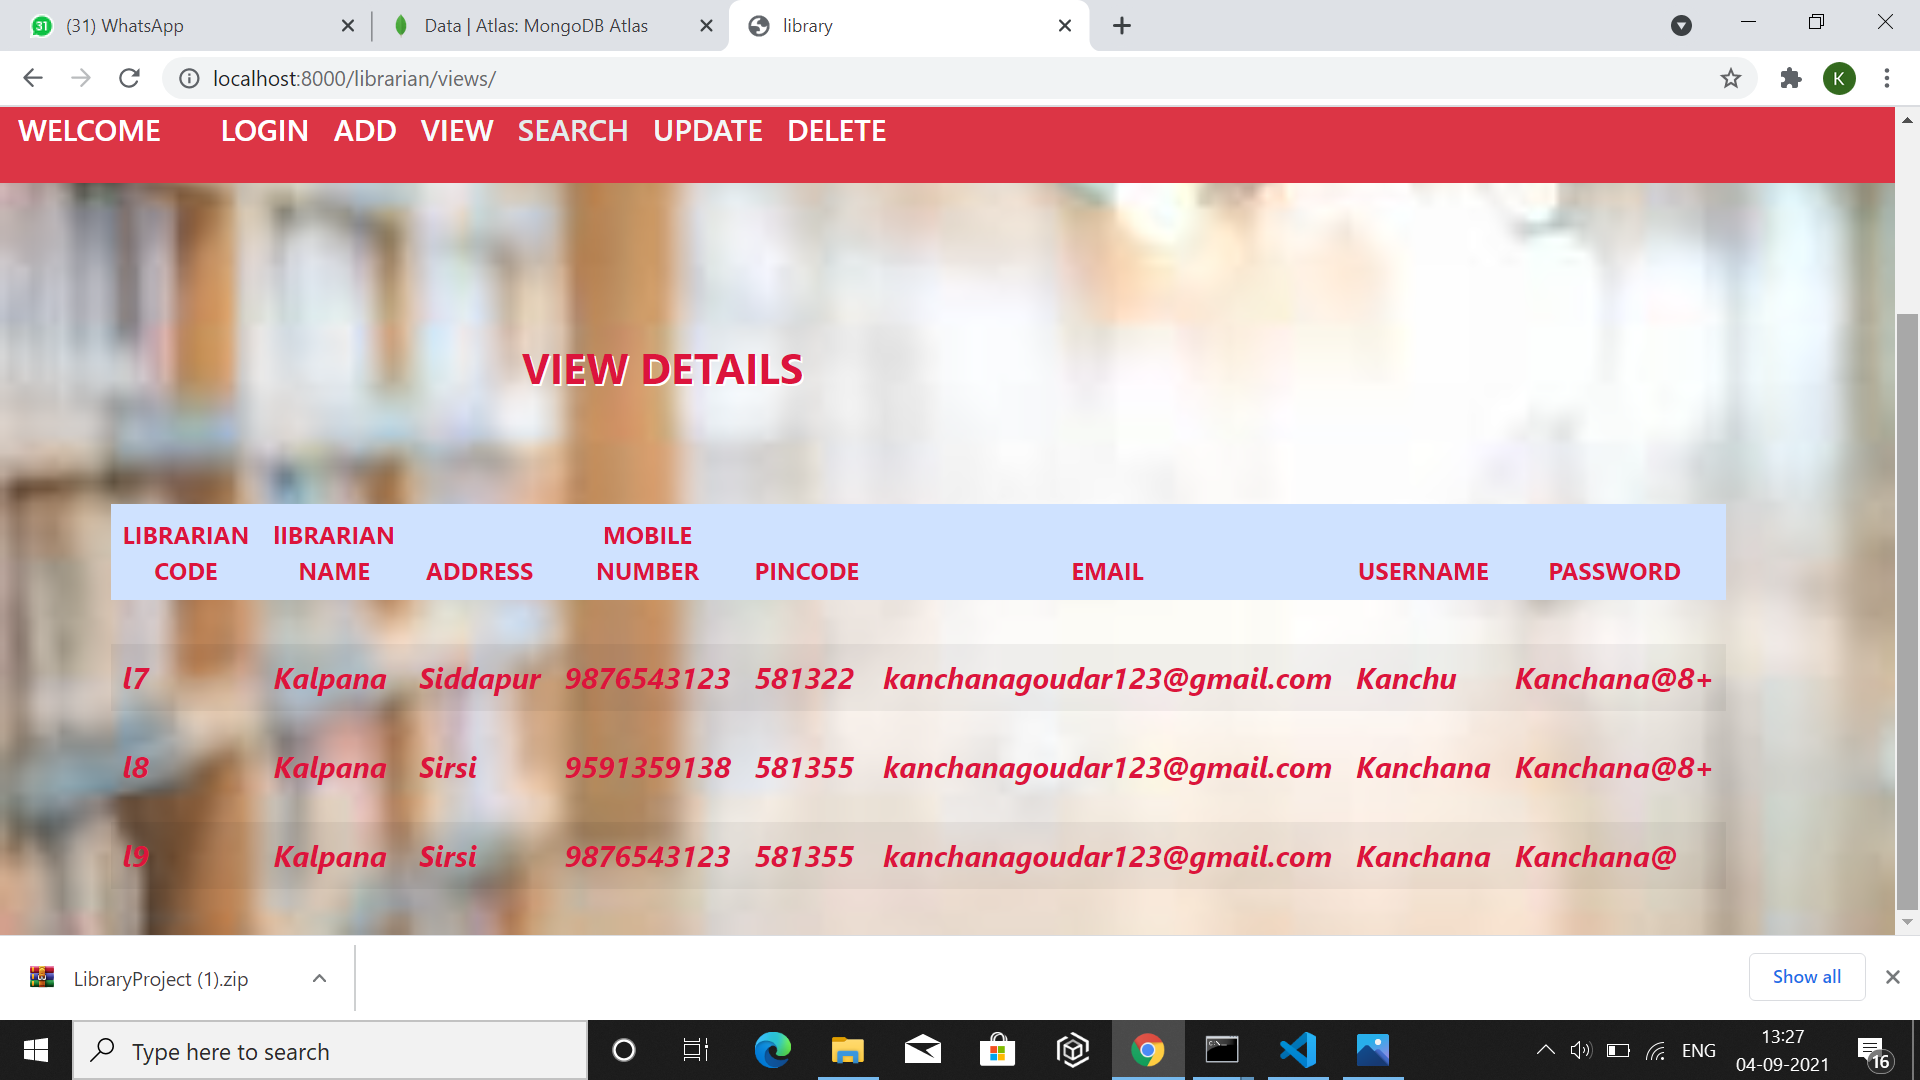 31 (31) WhatsApp
Data | Atlas: MongoDB Atlas
library
localhost:8000/librarian/views/
K
WELCOME LOGIN ADD VIEW SEARCH UPDATE DELETE
VIEW DETAILS
LIBRARIAN CODE lIBRARIAN NAME ADDRESS MOBILE NUMBER PINCODE EMAIL USERNAME PASSWORD
l7 Kalpana Siddapur 9876543123 581322 kanchanagoudar123@gmail.com Kanchu Kanchana@8+
l8 Kalpana Sirsi 9591359138 581355 kanchanagoudar123@gmail.com Kanchana Kanchana@8+
l9 Kalpana Sirsi 9876543123 581355 kanchanagoudar123@gmail.com Kanchana Kanchana@
LibraryProject (1).zip
Show all
Type here to search
ENG
13:27
04-09-2021
16